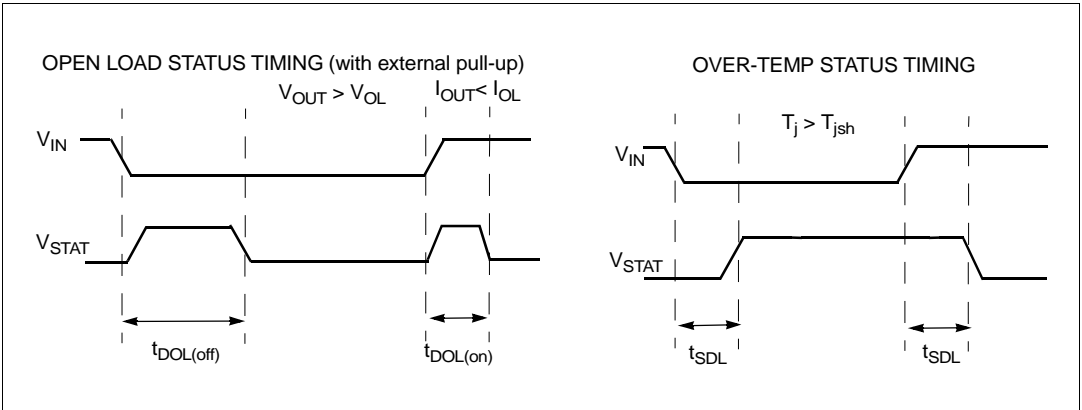 OPEN LOAD STATUS TIMING (with external pull-up)
V_OUT > V_OL
I_OUT < I_OL
V_IN
V_STAT
t_DOL(off)
t_DOL(on)
OVER-TEMP STATUS TIMING
T_j > T_jsh
V_IN
V_STAT
t_SDL
t_SDL